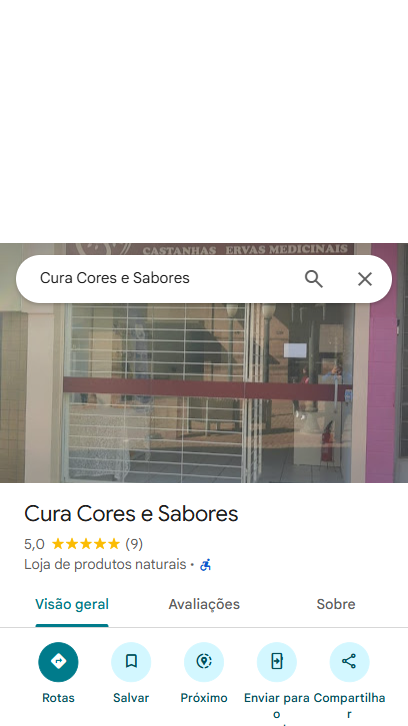 CASTANHAS ERVAS MEDICINAIS
Cura Cores e Sabores
Cura Cores e Sabores
5,0 (9)
Loja de produtos naturais •
Visão geral Avaliações Sobre
Rotas Salvar Próximo Enviar para o Compartilhar